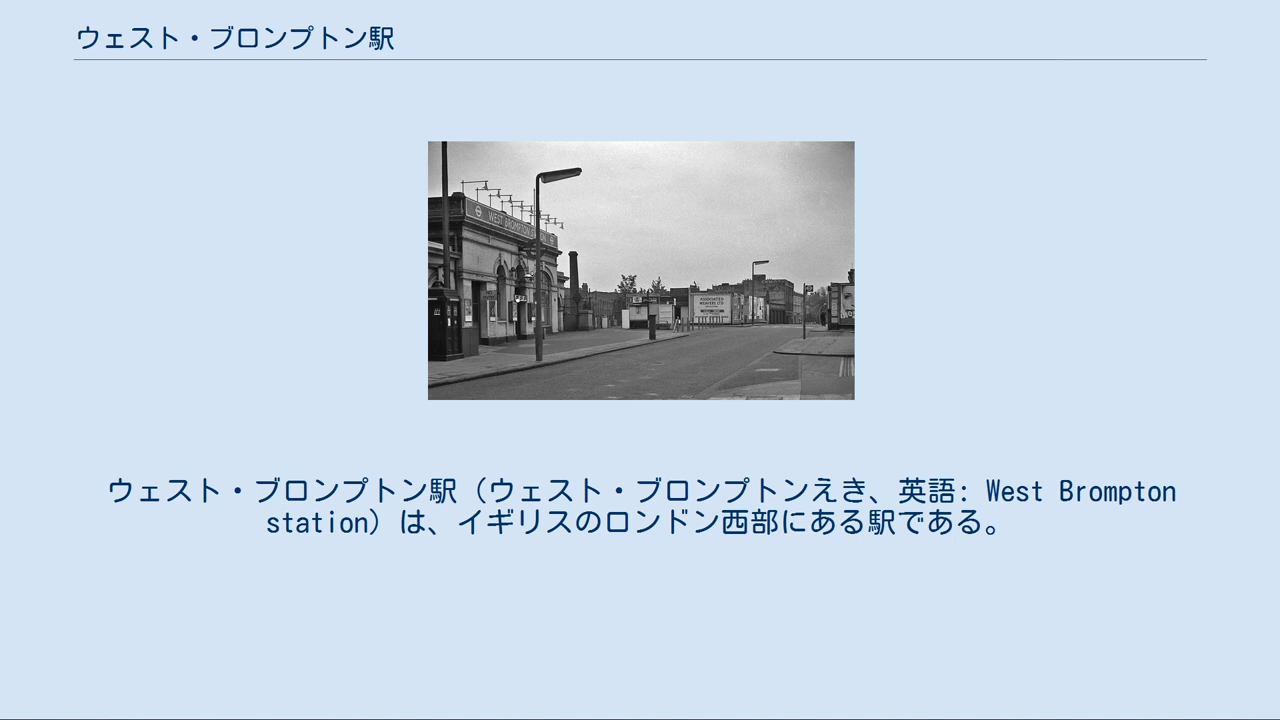 ウェスト・ブロンプトン駅
WEST BROMPTON
ASSOCIATED
WEAVERS LTD
ウェスト・ブロンプトン駅（ウェスト・ブロンプトンえき、英語: West Brompton
station）は、イギリスのロンドン西部にある駅である。